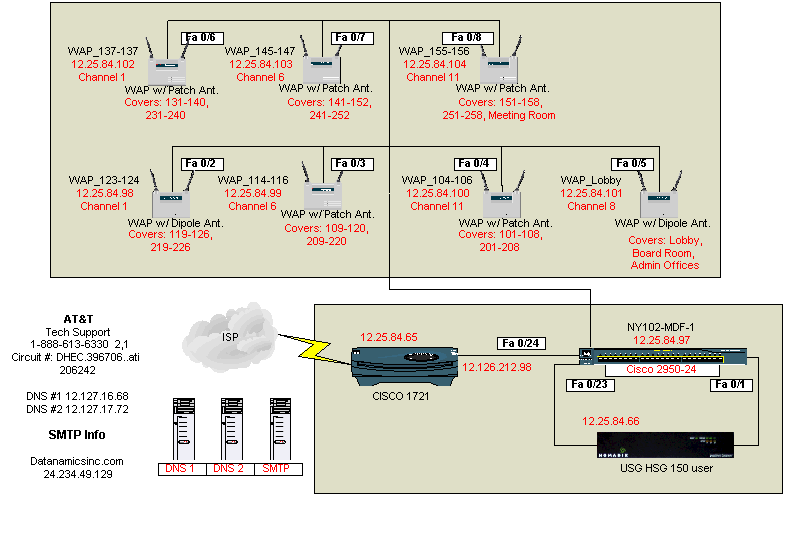 Fa 0/6
Fa 0/7
Fa 0/8
WAP_137-137
12.25.84.102
Channel 1
WAP w/ Patch Ant.
Covers: 131-140,
231-240
WAP_145-147
12.25.84.103
Channel 6
WAP w/ Patch Ant.
Covers: 141-152,
241-252
WAP_155-156
12.25.84.104
Channel 11
WAP w/ Patch Ant.
Covers: 151-158,
251-258, Meeting Room
Fa 0/2
Fa 0/3
Fa 0/4
Fa 0/5
WAP_123-124
12.25.84.98
Channel 1
WAP w/ Dipole Ant.
Covers: 119-126,
219-226
WAP_114-116
12.25.84.99
Channel 6
WAP w/ Patch Ant.
Covers: 109-120,
209-220
WAP_104-106
12.25.84.100
Channel 11
WAP w/ Patch Ant.
Covers: 101-108,
201-208
WAP_Lobby
12.25.84.101
Channel 8
WAP w/ Dipole Ant.
Covers: Lobby,
Board Room,
Admin Offices
AT&T
Tech Support
1-888-613-6330 2,1
Circuit #: DHEC.396706..ati
206242
DNS #1 12.127.16.68
DNS #2 12.127.17.72
SMTP Info
Datanamicsinc.com
24.234.49.129
ISP
DNS 1
DNS 2
SMTP
12.25.84.65
CISCO 1721
Fa 0/24
12.126.212.98
NY102-MDF-1
12.25.84.97
Cisco 2950-24
Fa 0/23
Fa 0/1
12.25.84.66
NOMADIX
USG HSG 150 user